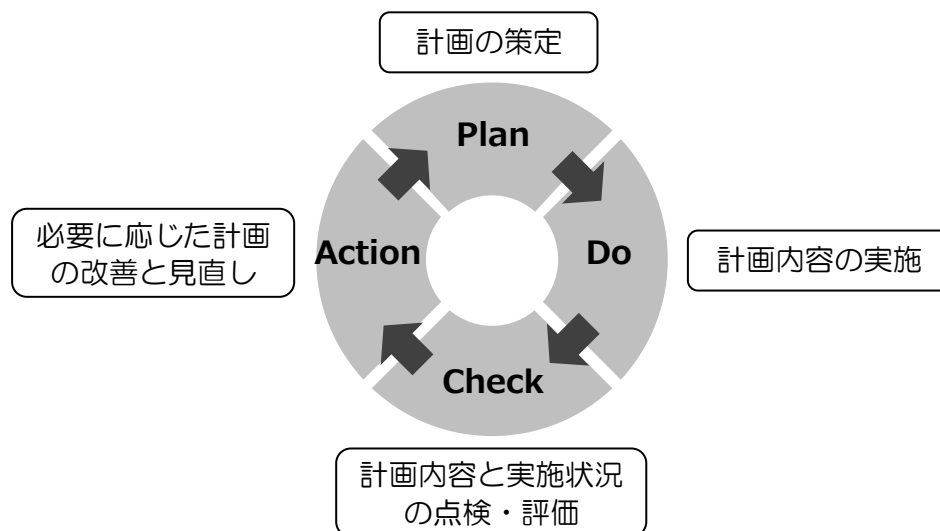 計画の策定
Plan
必要に応じた計画
の改善と見直し
Action
Do
計画内容の実施
Check
計画内容と実施状況
の点検・評価